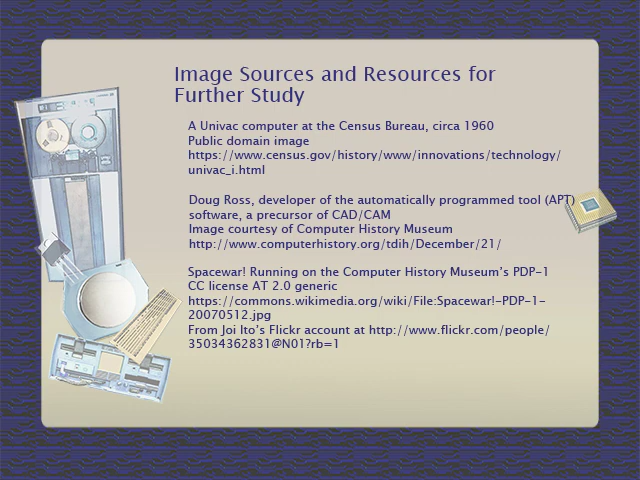 Image Sources and Resources for
Further Study
A Univac computer at the Census Bureau, circa 1960
Public domain image
https://www.census.gov/history/www/innovations/technology/
univac_i.html
Doug Ross, developer of the automatically programmed tool (APT)
software, a precursor of CAD/CAM
Image courtesy of Computer History Museum
http://www.computerhistory.org/tdih/December/21/
Spacewar! Running on the Computer History Museum's PDP-1
CC license AT 2.0 generic
https://commons.wikimedia.org/wiki/File:Spacewar!-PDP-1-
20070512.jpg
From Joi Ito's Flickr account at http://www.flickr.com/people/
35034362831@N01?rb=1